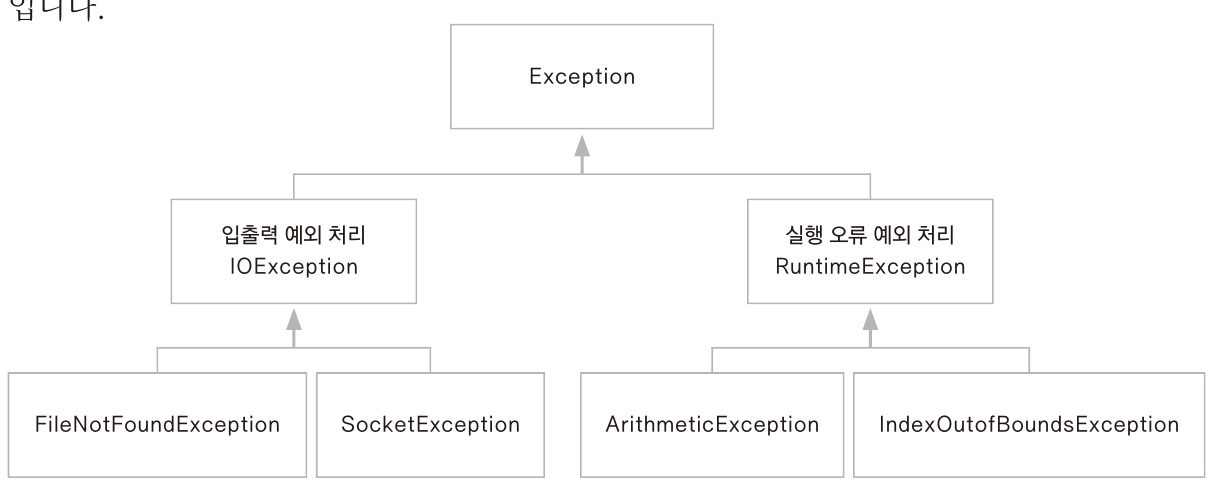 입니다.
Exception
입출력 예외 처리
IOException
실행 오류 예외 처리
RuntimeException
FileNotFoundException
SocketException
ArithmeticException
IndexOutofBoundsException